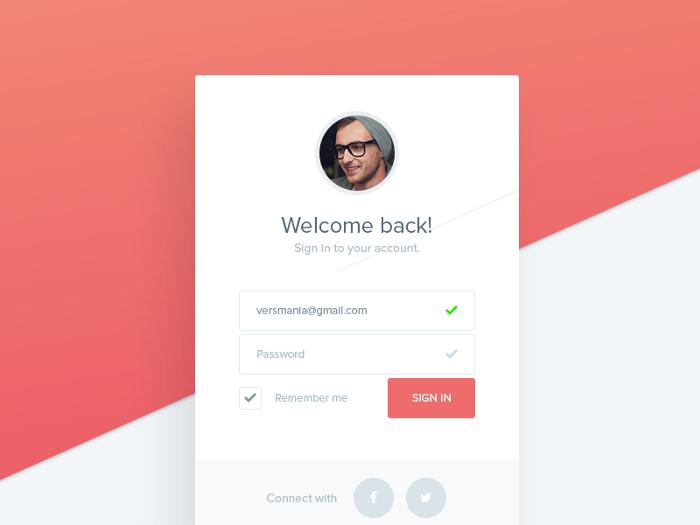 Welcome back!
Sign in to your account.
versmania@gmail.com
Password
Remember me
SIGN IN
Connect with